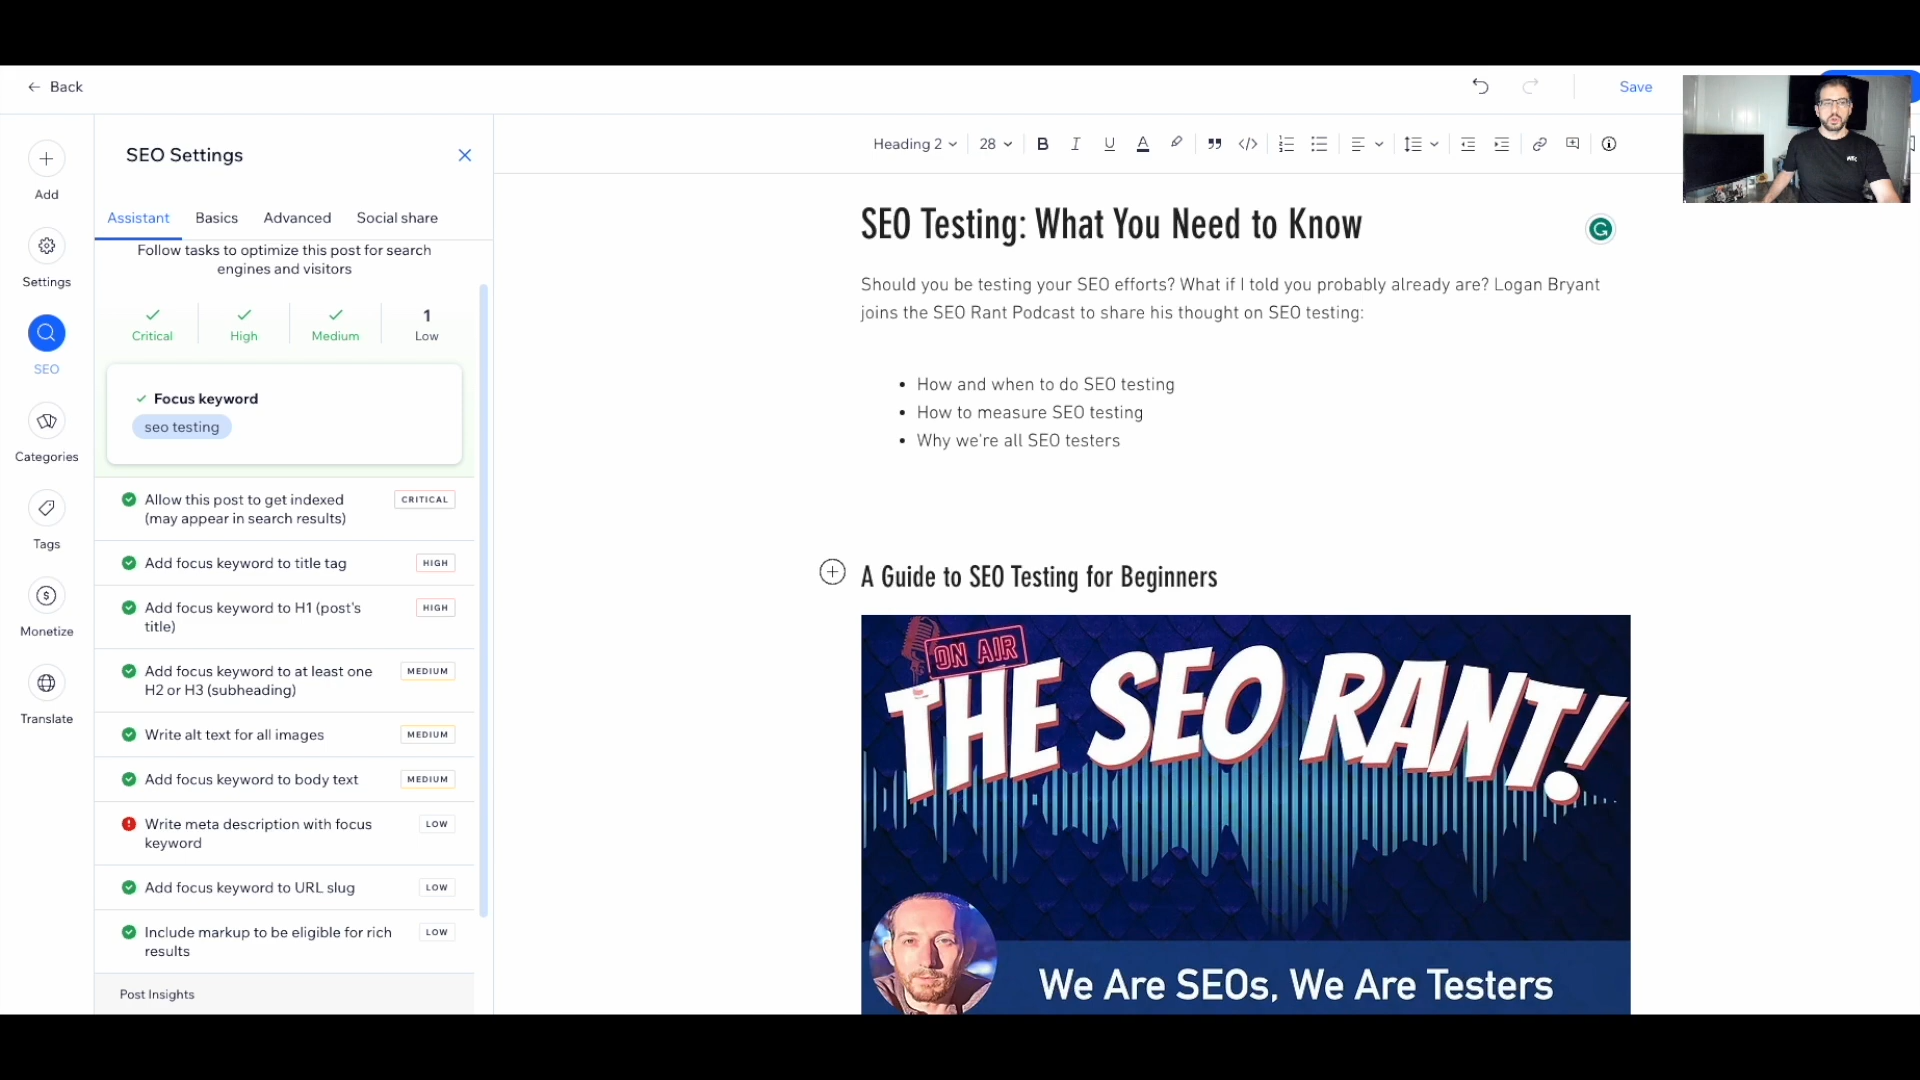 Back
Save
SEO Settings
Heading 2
28
B
I
U
A
Add
Assistant
Basics
Advanced
Social share
SEO Testing: What You Need to Know
Follow tasks to optimize this post for search
engines and visitors
Settings
Should you be testing your SEO efforts? What if I told you probably already are? Logan Bryant
joins the SEO Rant Podcast to share his thought on SEO testing:
1
Critical
High
Medium
Low
SEO
Focus keyword
seo testing
• How and when to do SEO testing
• How to measure SEO testing
• Why we're all SEO testers
Categories
Allow this post to get indexed
(may appear in search results)
CRITICAL
Tags
Add focus keyword to title tag
HIGH
A Guide to SEO Testing for Beginners
Add focus keyword to H1 (post's
title)
HIGH
Monetize
ON AIR
THE SEO RANT!
Add focus keyword to at least one
H2 or H3 (subheading)
MEDIUM
Translate
Write alt text for all images
MEDIUM
Add focus keyword to body text
MEDIUM
Write meta description with focus
keyword
LOW
Add focus keyword to URL slug
LOW
Include markup to be eligible for rich
results
LOW
We Are SEOs, We Are Testers
Post Insights